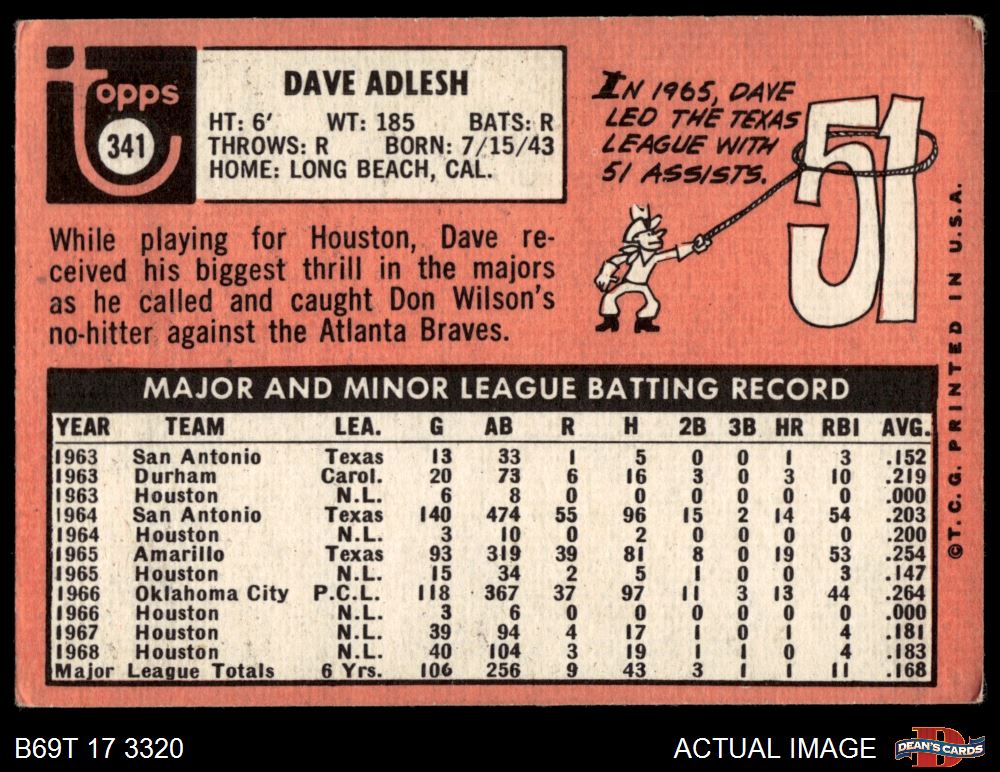 topps
341
DAVE ADLESH
HT: 6' WT: 185 BATS: R
THROWS: R BORN: 7/15/43
HOME: LONG BEACH, CAL.
IN 1965, DAVE
LED THE TEXAS
LEAGUE WITH
51 ASSISTS.
51
While playing for Houston, Dave re-
ceived his biggest thrill in the majors
as he called and caught Don Wilson's
no-hitter against the Atlanta Braves.
MAJOR AND MINOR LEAGUE BATTING RECORD
YEAR TEAM LEA. G AB R H 2B 3B HR RBI AVG.
1963 San Antonio Texas 13 33 1 5 0 0 1 3 .152
1963 Durham Carol. 20 73 6 16 3 0 3 10 .219
1963 Houston N.L. 6 8 0 0 0 0 0 0 .000
1964 San Antonio Texas 140 474 55 96 15 2 14 54 .203
1964 Houston N.L. 3 10 0 2 0 0 0 0 .200
1965 Amarillo Texas 93 319 39 81 8 0 19 53 .254
1965 Houston N.L. 15 34 2 5 1 0 0 3 .147
1966 Oklahoma City P.C.L. 118 367 37 97 11 3 13 44 .264
1966 Houston N.L. 3 6 0 0 0 0 0 0 .000
1967 Houston N.L. 39 94 4 17 1 0 1 4 .181
1968 Houston N.L. 40 104 3 19 1 1 0 4 .183
Major League Totals 6 Yrs. 106 256 9 43 3 1 1 11 .168
©T.C.G. PRINTED IN U.S.A.
B69T 17 3320
ACTUAL IMAGE
D
DEAN'S CARDS